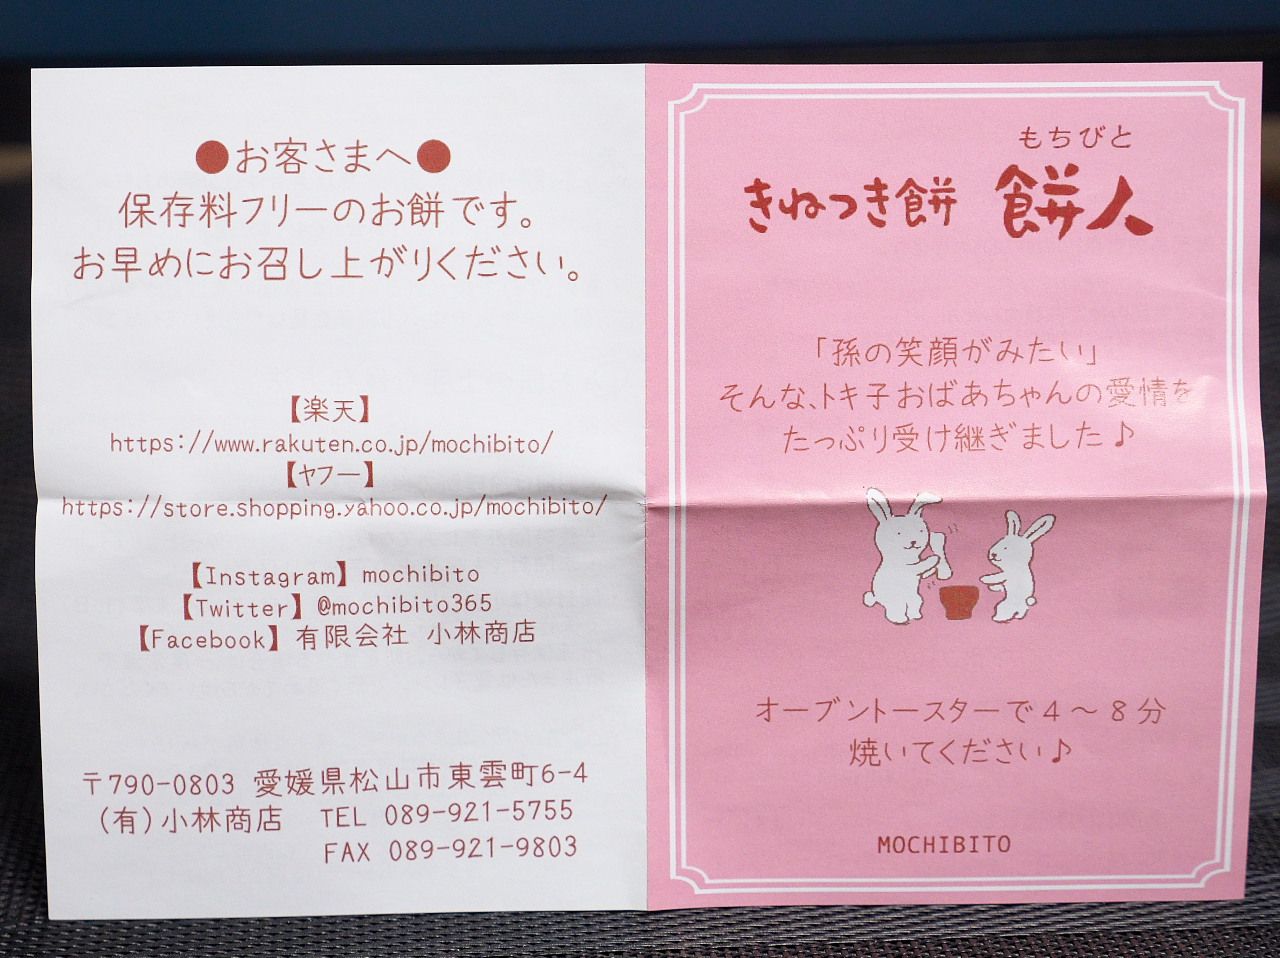 ●お客さまへ●
保存料フリーのお餅です。
お早めにお召し上がりください。
【楽天】
https://www.rakuten.co.jp/mochibito/
【ヤフー】
https://store.shopping.yahoo.co.jp/mochibito/
【Instagram】mochibito
【Twitter】@mochibito365
【Facebook】有限会社 小林商店
〒790-0803 愛媛県松山市東雲町6-4
(有)小林商店 TEL 089-921-5755
FAX 089-921-9803
もちびと
きねつき餅 餅人
「孫の笑顔がみたい」
そんな、トキ子おばあちゃんの愛情を
たっぷり受け継ぎました♪
オーブントースターで4~8分
焼いてください♪
MOCHIBITO